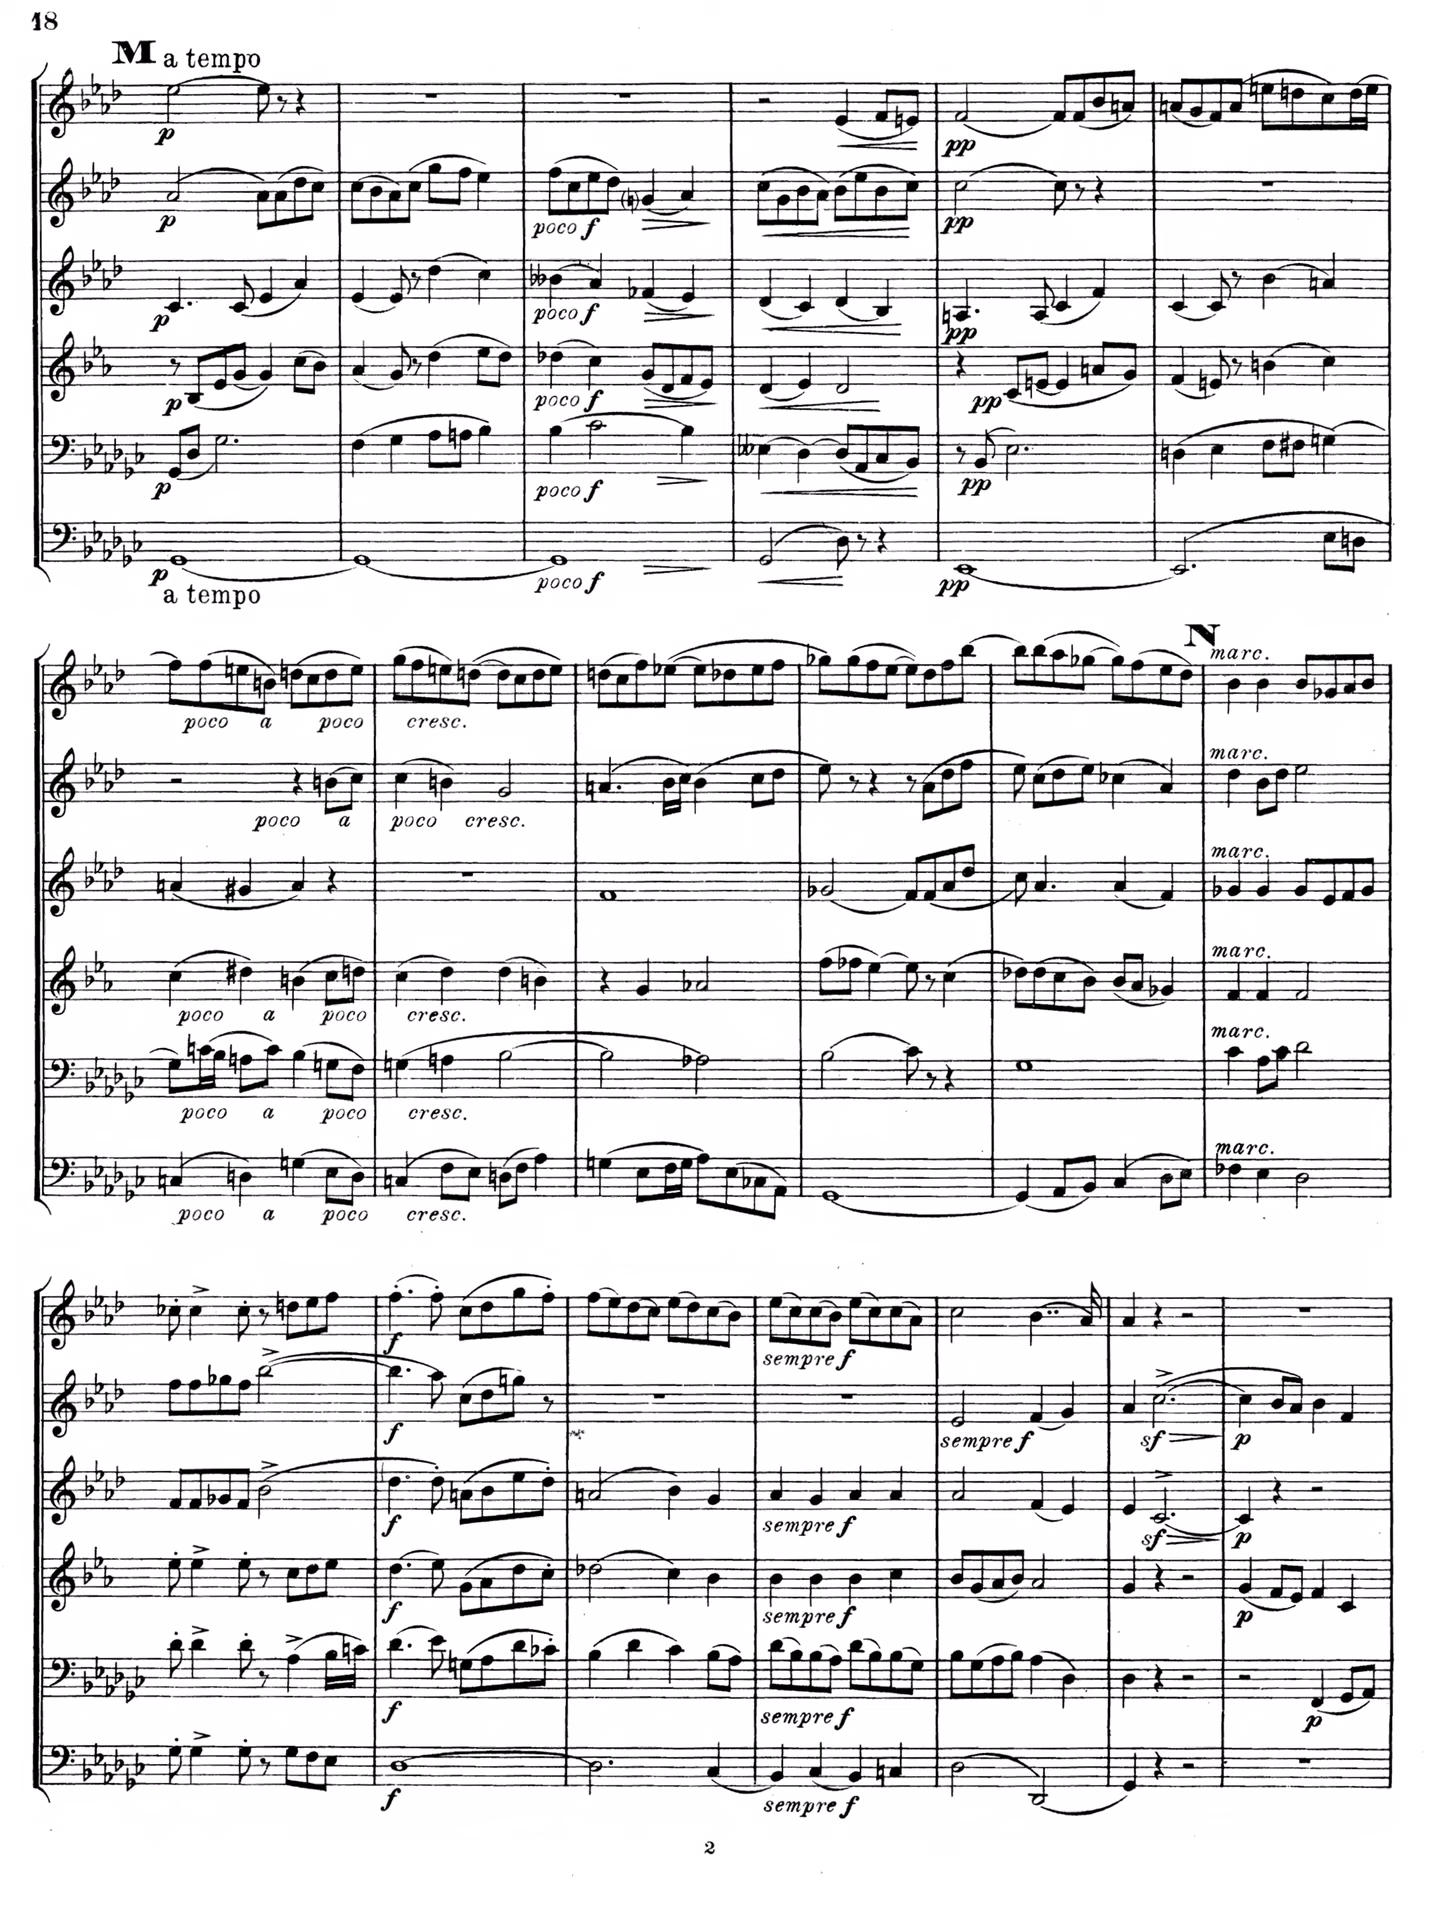 18
M a tempo
p
pp
p
poco f
pp
p
poco f
pp
p
poco f
pp
p
poco f
pp
p
poco f
pp
a tempo
N
marc.
poco a poco cresc.
marc.
poco a poco cresc.
marc.
marc.
poco a poco cresc.
marc.
poco a poco cresc.
marc.
poco a poco cresc.
f
sempre f
f
sempre f sf p
f
sempre f sf p
f
sempre f p
f
sempre f p
f
sempre f
2